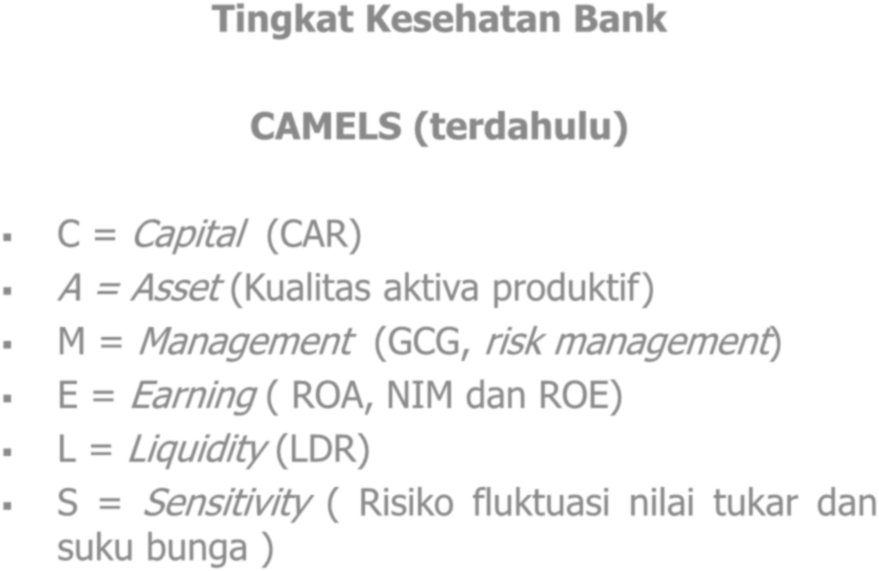 Tingkat Kesehatan Bank
CAMELS (terdahulu)
▪ C = Capital (CAR)
▪ A = Asset (Kualitas aktiva produktif)
▪ M = Management (GCG, risk management)
▪ E = Earning ( ROA, NIM dan ROE)
▪ L = Liquidity (LDR)
▪ S = Sensitivity ( Risiko fluktuasi nilai tukar dan
suku bunga )